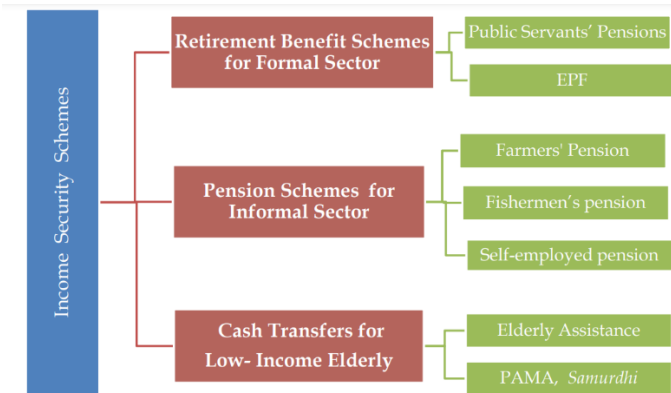 Income Security Schemes
Retirement Benefit Schemes
for Formal Sector
Public Servants' Pensions
EPF
Pension Schemes for
Informal Sector
Farmers' Pension
Fishermen's pension
Self-employed pension
Cash Transfers for
Low- Income Elderly
Elderly Assistance
PAMA, Samurdhi